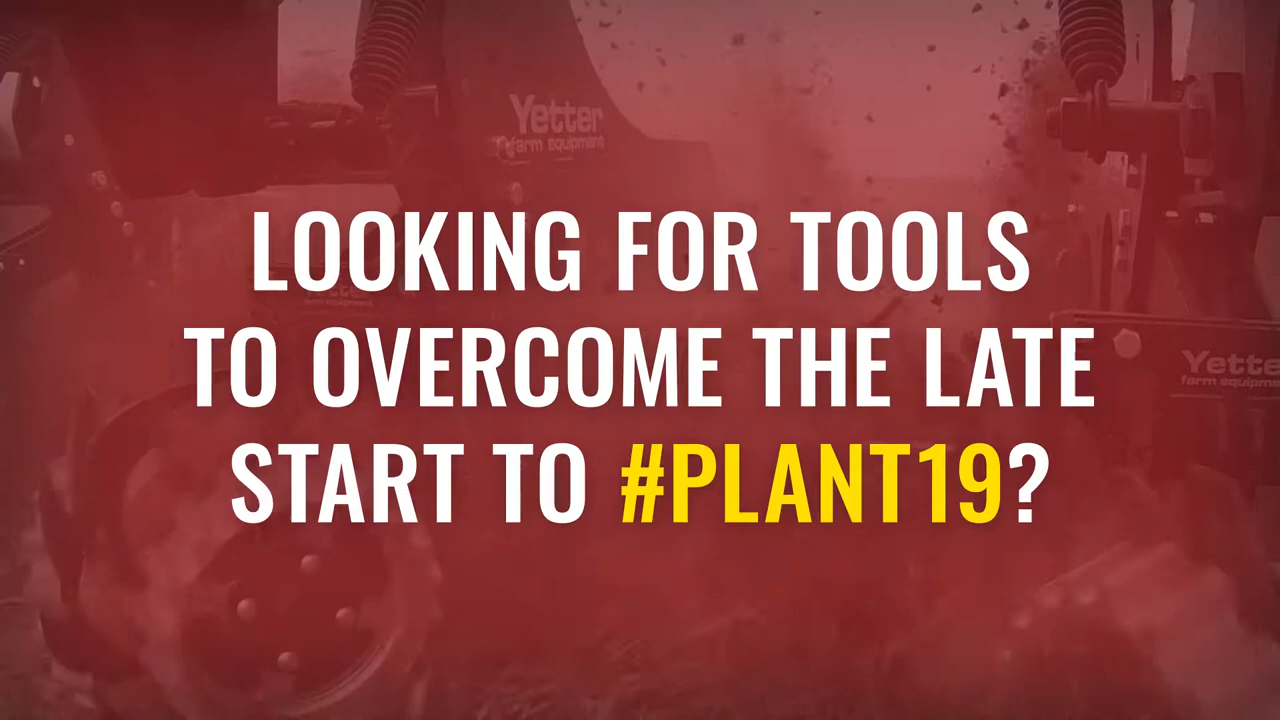 Yetter
farm equipment
LOOKING FOR TOOLS
TO OVERCOME THE LATE
START TO #PLANT19?
Yetter
farm equipment